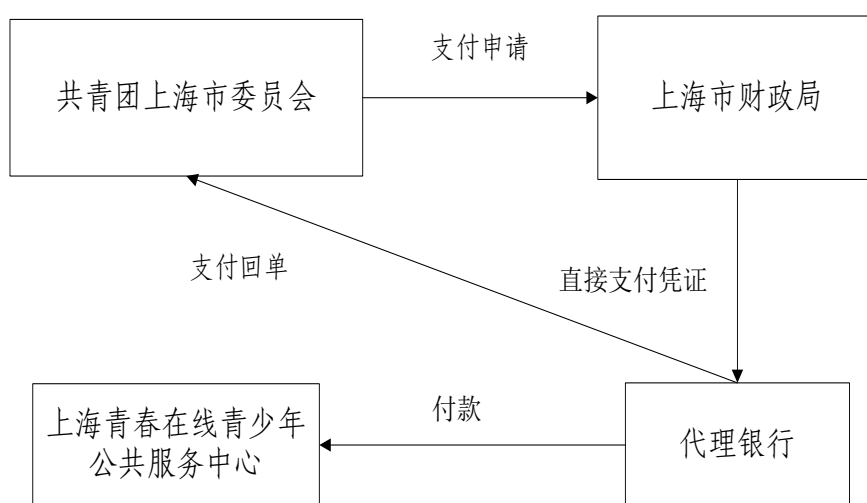 支付申请
共青团上海市委员会
上海市财政局
支付回单
直接支付凭证
上海青春在线青少年
公共服务中心
付款
代理银行